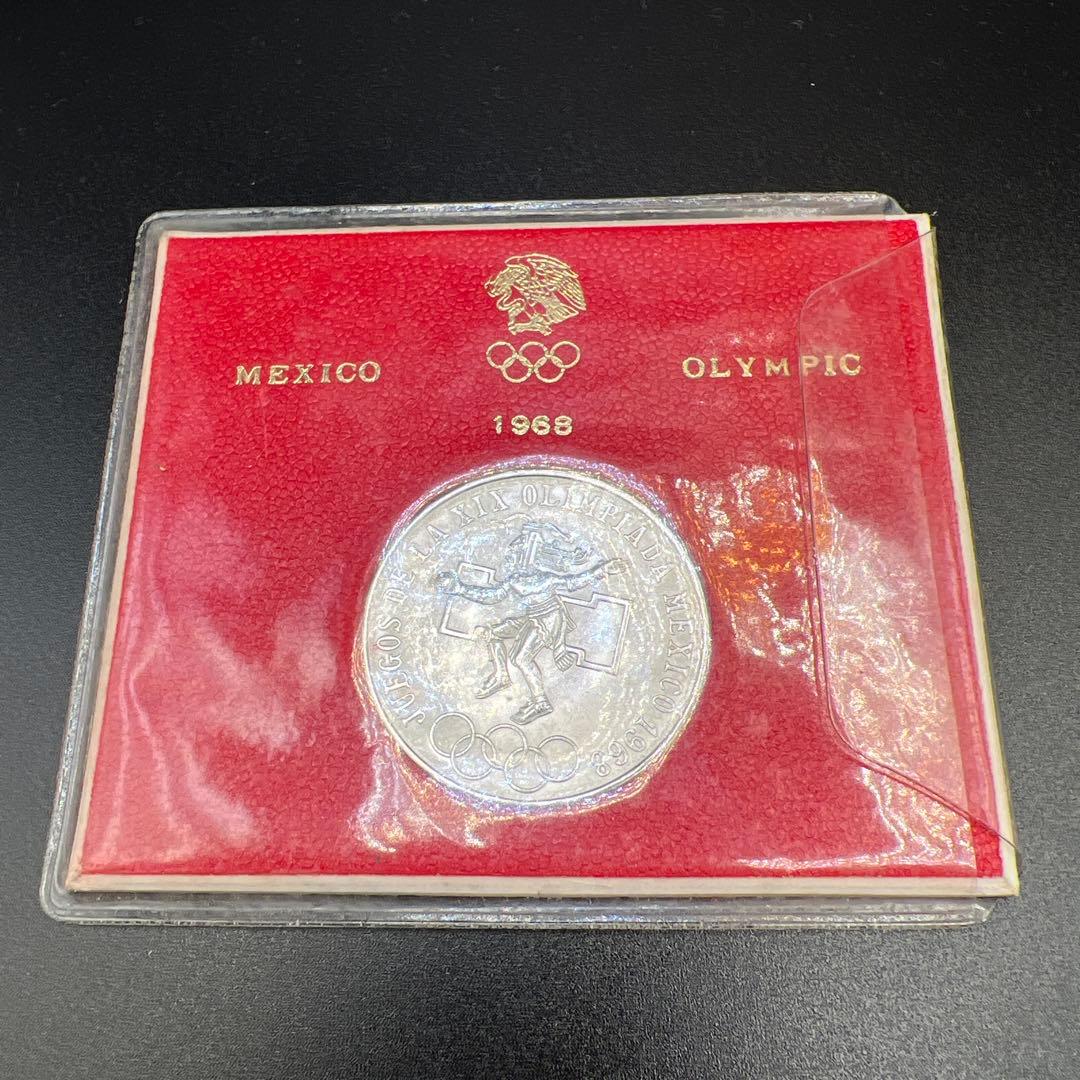 MEXICO OLYMPIC
1968
JUEGOS DE LA XIX OLIMPIADA MEXICO 1968